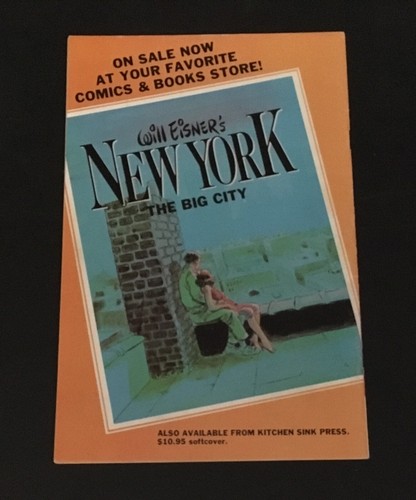 ON SALE NOW
AT YOUR FAVORITE
COMICS & BOOKS STORE!
Will EISNER'S
NEW YORK
THE BIG CITY
ALSO AVAILABLE FROM KITCHEN SINK PRESS.
$10.95 softcover.